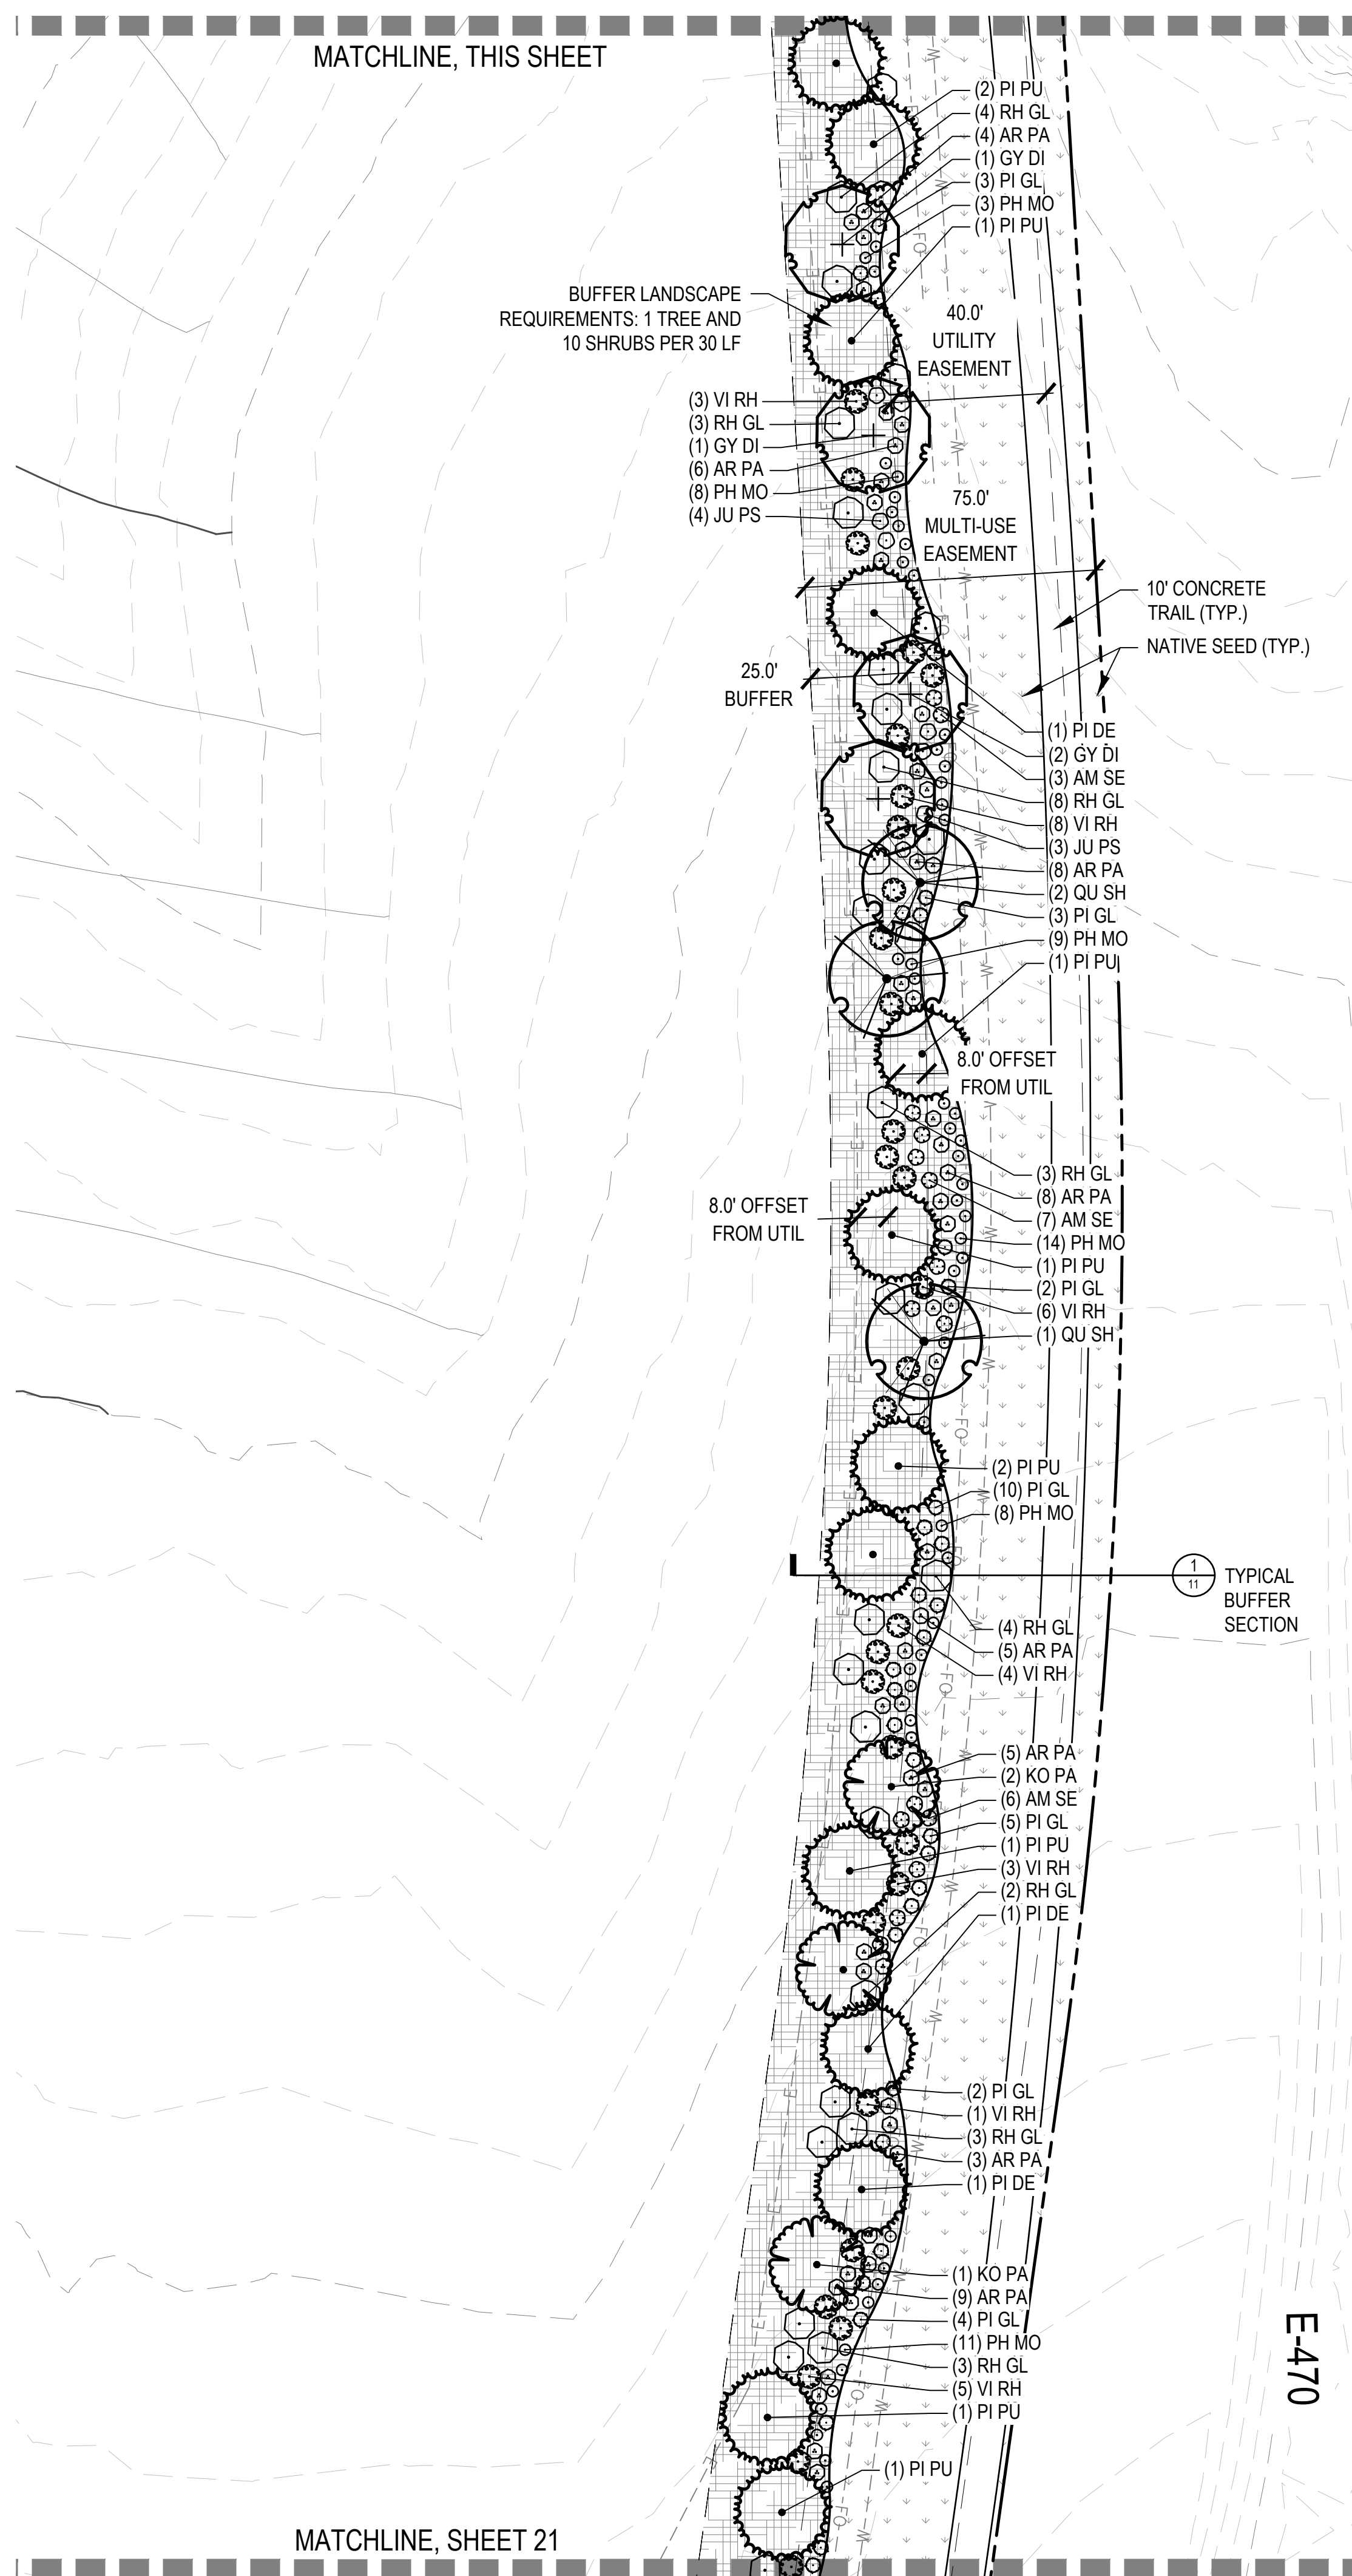 MATCHLINE, THIS SHEET
(2) PI PU
(4) RH GL
(4) AR PA
(1) GY DI
(3) PI GL
(3) PH MO
(1) PI PU
BUFFER LANDSCAPE
REQUIREMENTS: 1 TREE AND
10 SHRUBS PER 30 LF
40.0'
UTILITY
EASEMENT
(3) VI RH
(3) RH GL
(1) GY DI
(6) AR PA
(8) PH MO
(4) JU PS
75.0'
MULTI-USE
EASEMENT
10' CONCRETE
TRAIL (TYP.)
NATIVE SEED (TYP.)
25.0'
BUFFER
(1) PI DE
(2) GY DI
(3) AM SE
(8) RH GL
(8) VI RH
(3) JU PS
(8) AR PA
(2) QU SH
(3) PI GL
(9) PH MO
(1) PI PU
8.0' OFFSET
FROM UTIL
(3) RH GL
(8) AR PA
(7) AM SE
(14) PH MO
(1) PI PU
(2) PI GL
(6) VI RH
(1) QU SH
8.0' OFFSET
FROM UTIL
(2) PI PU
(10) PI GL
(8) PH MO
1
11
TYPICAL
BUFFER
SECTION
(4) RH GL
(5) AR PA
(4) VI RH
(5) AR PA
(2) KO PA
(6) AM SE
(5) PI GL
(1) PI PU
(3) VI RH
(2) RH GL
(1) PI DE
(2) PI GL
(1) VI RH
(3) RH GL
(3) AR PA
(1) PI DE
(1) KO PA
(9) AR PA
(4) PI GL
(11) PH MO
(3) RH GL
(5) VI RH
(1) PI PU
E-470
(1) PI PU
MATCHLINE, SHEET 21